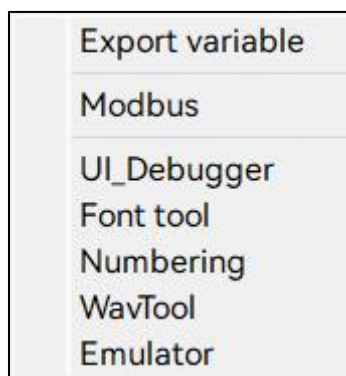 Export variable
Modbus
UI_Debugger
Font tool
Numbering
WavTool
Emulator